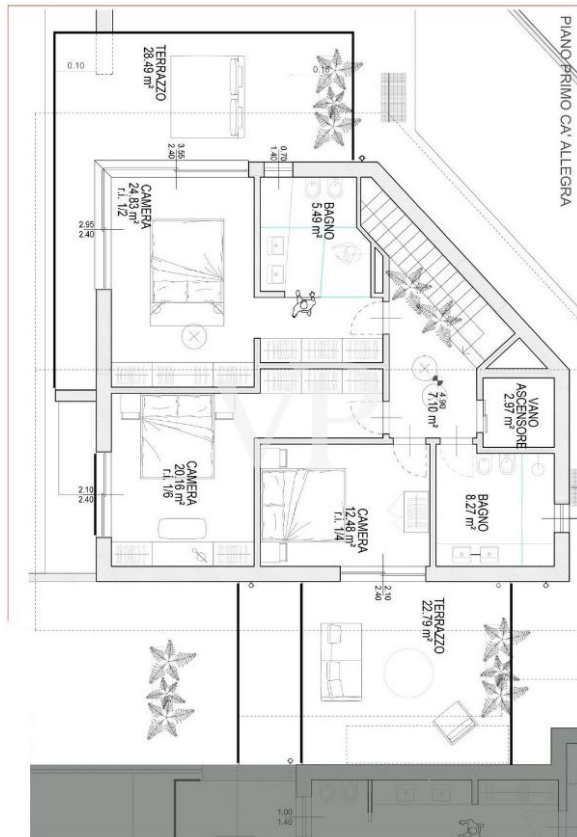 PIANO PRIMO CA' ALLEGRA
TERRAZZO
28.49 m²
0.10
0.10
3.55
2.40
0.70
1.40
CAMERA
24.83 m²
r.i. 1/2
BAGNO
5.49 m²
2.95
2.40
4.90
7.10 m²
VANO
ASCENSORE
2.97 m²
VP
2.10
2.40
CAMERA
20.16 m²
r.i. 1/6
CAMERA
12.48 m²
r.i. 1/4
BAGNO
8.27 m²
2.10
2.40
TERRAZZO
22.79 m²
1.00
1.40